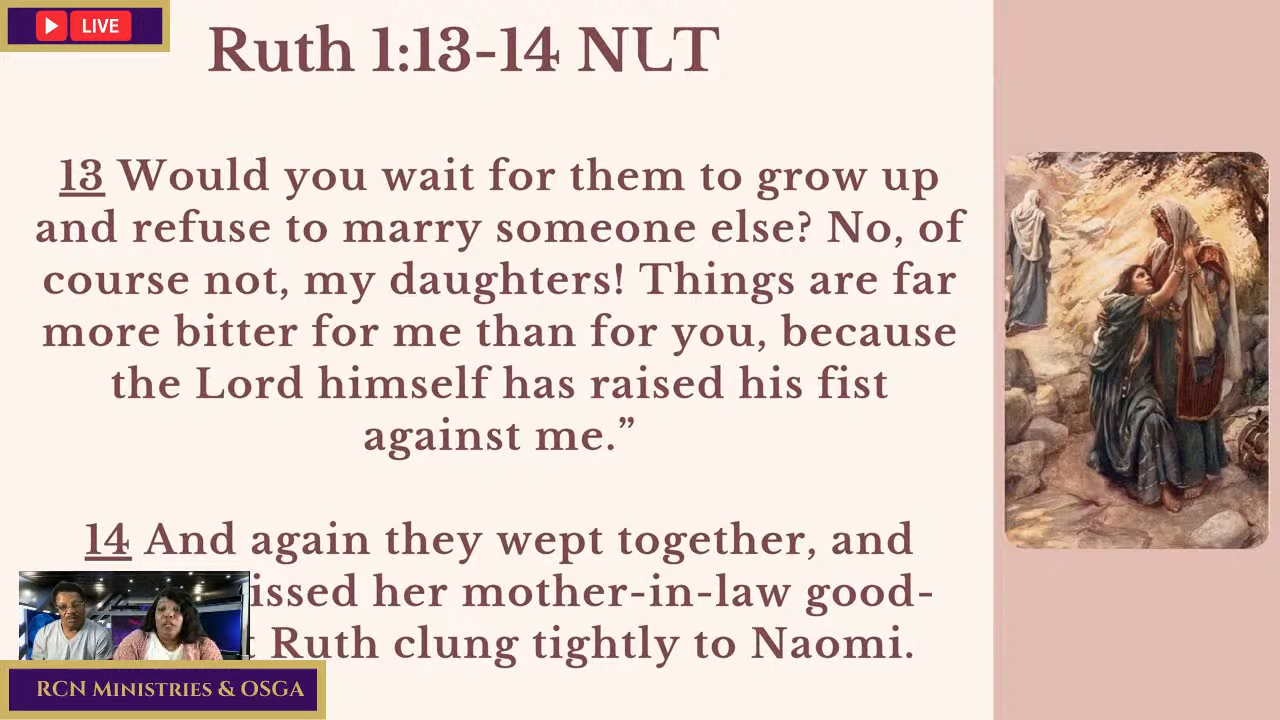 LIVE
Ruth 1:13-14 NLT
13 Would you wait for them to grow up
and refuse to marry someone else? No, of
course not, my daughters! Things are far
more bitter for me than for you, because
the Lord himself has raised his fist
against me.”
14 And again they wept together, and
issed her mother-in-law good-
Ruth clung tightly to Naomi.
RCN Ministries & OSGA